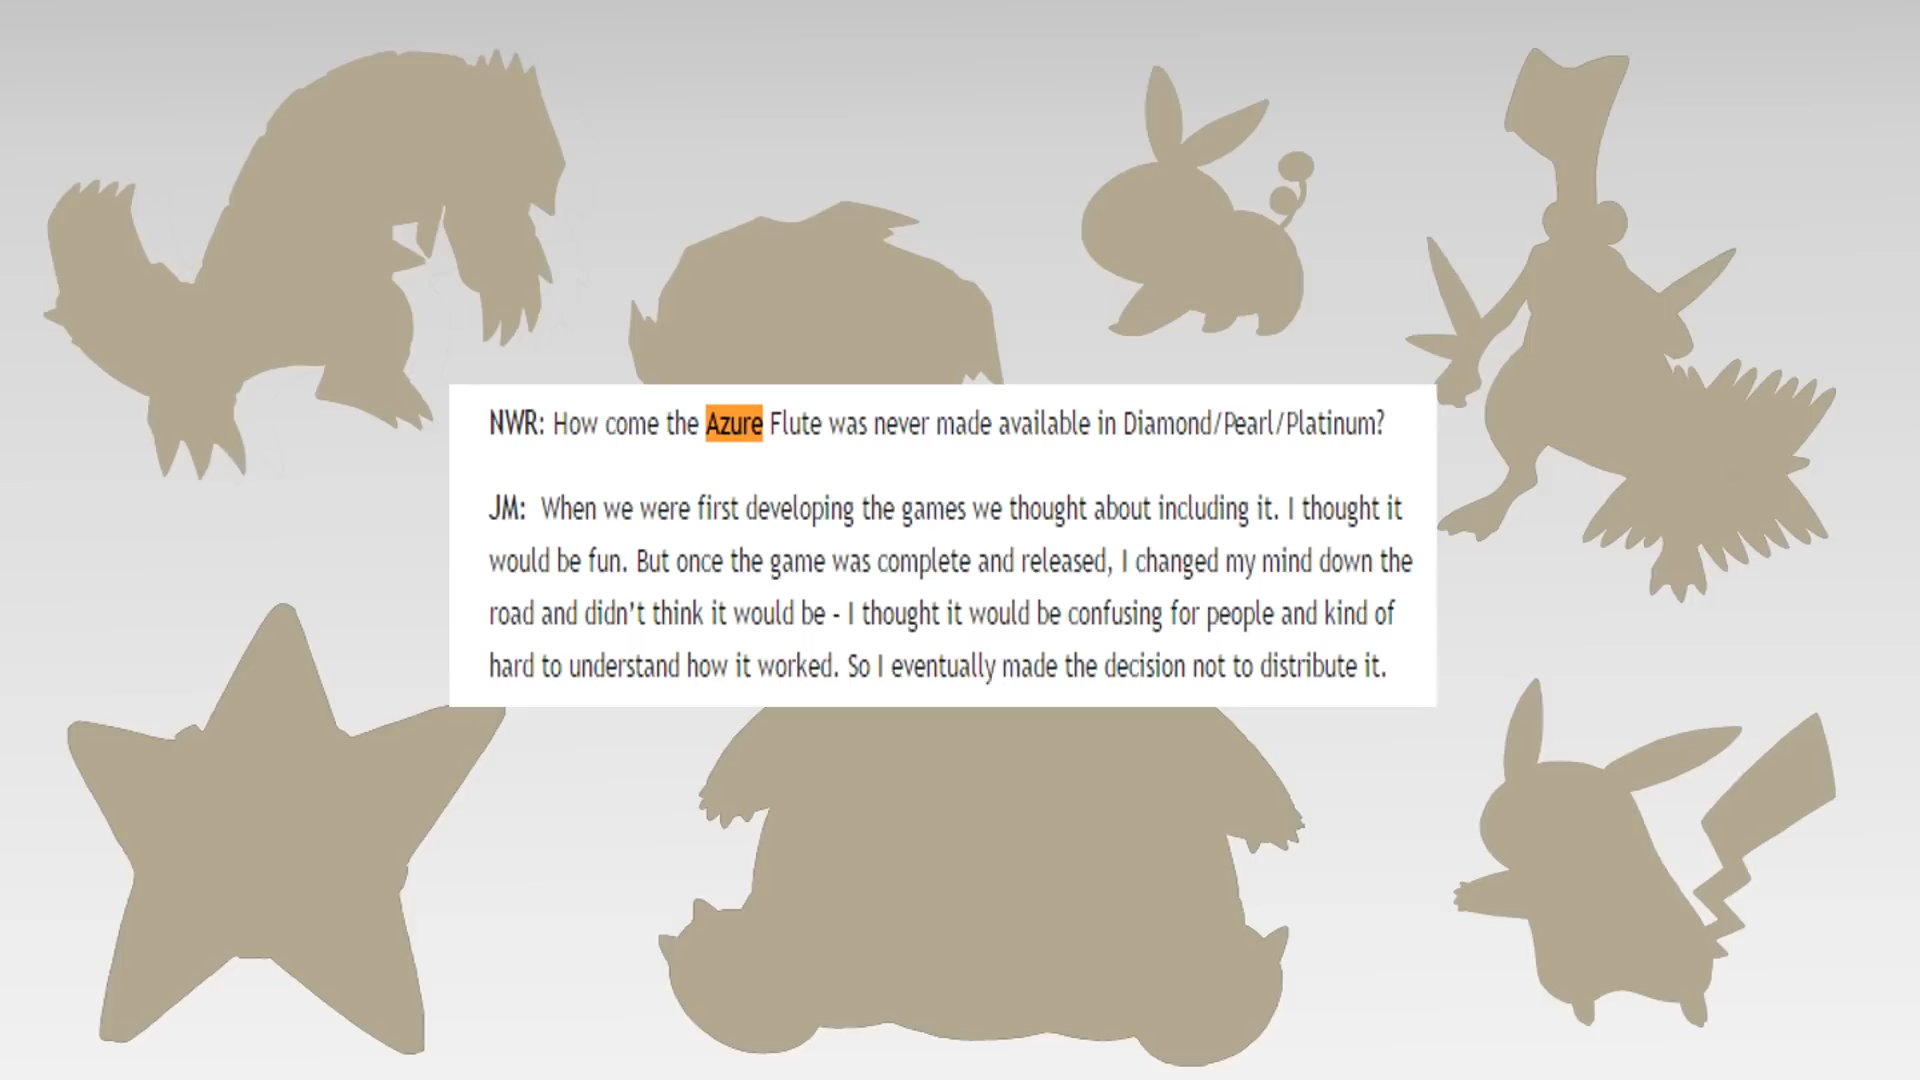 NWR: How come the Azure Flute was never made available in Diamond/Pearl/Platinum?
JM: When we were first developing the games we thought about including it. I thought it
would be fun. But once the game was complete and released, I changed my mind down the
road and didn’t think it would be - I thought it would be confusing for people and kind of
hard to understand how it worked. So I eventually made the decision not to distribute it.